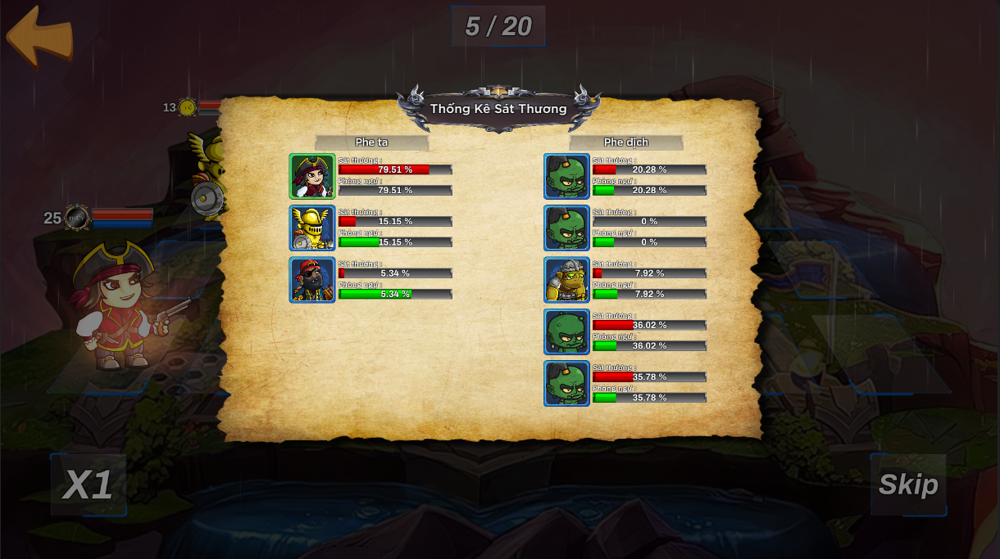 5 / 20
Thống Kê Sát Thương
13
25
Phe ta
Sát thương :
79.51 %
Phòng ngự :
79.51 %
Sát thương :
15.15 %
Phòng ngự :
15.15 %
Sát thương :
5.34 %
Phòng ngự :
5.34 %
Phe địch
Sát thương :
20.28 %
Phòng ngự :
20.28 %
Sát thương :
0 %
Phòng ngự :
0 %
Sát thương :
7.92 %
Phòng ngự :
7.92 %
Sát thương :
36.02 %
Phòng ngự :
36.02 %
Sát thương :
35.78 %
Phòng ngự :
35.78 %
X1
Skip